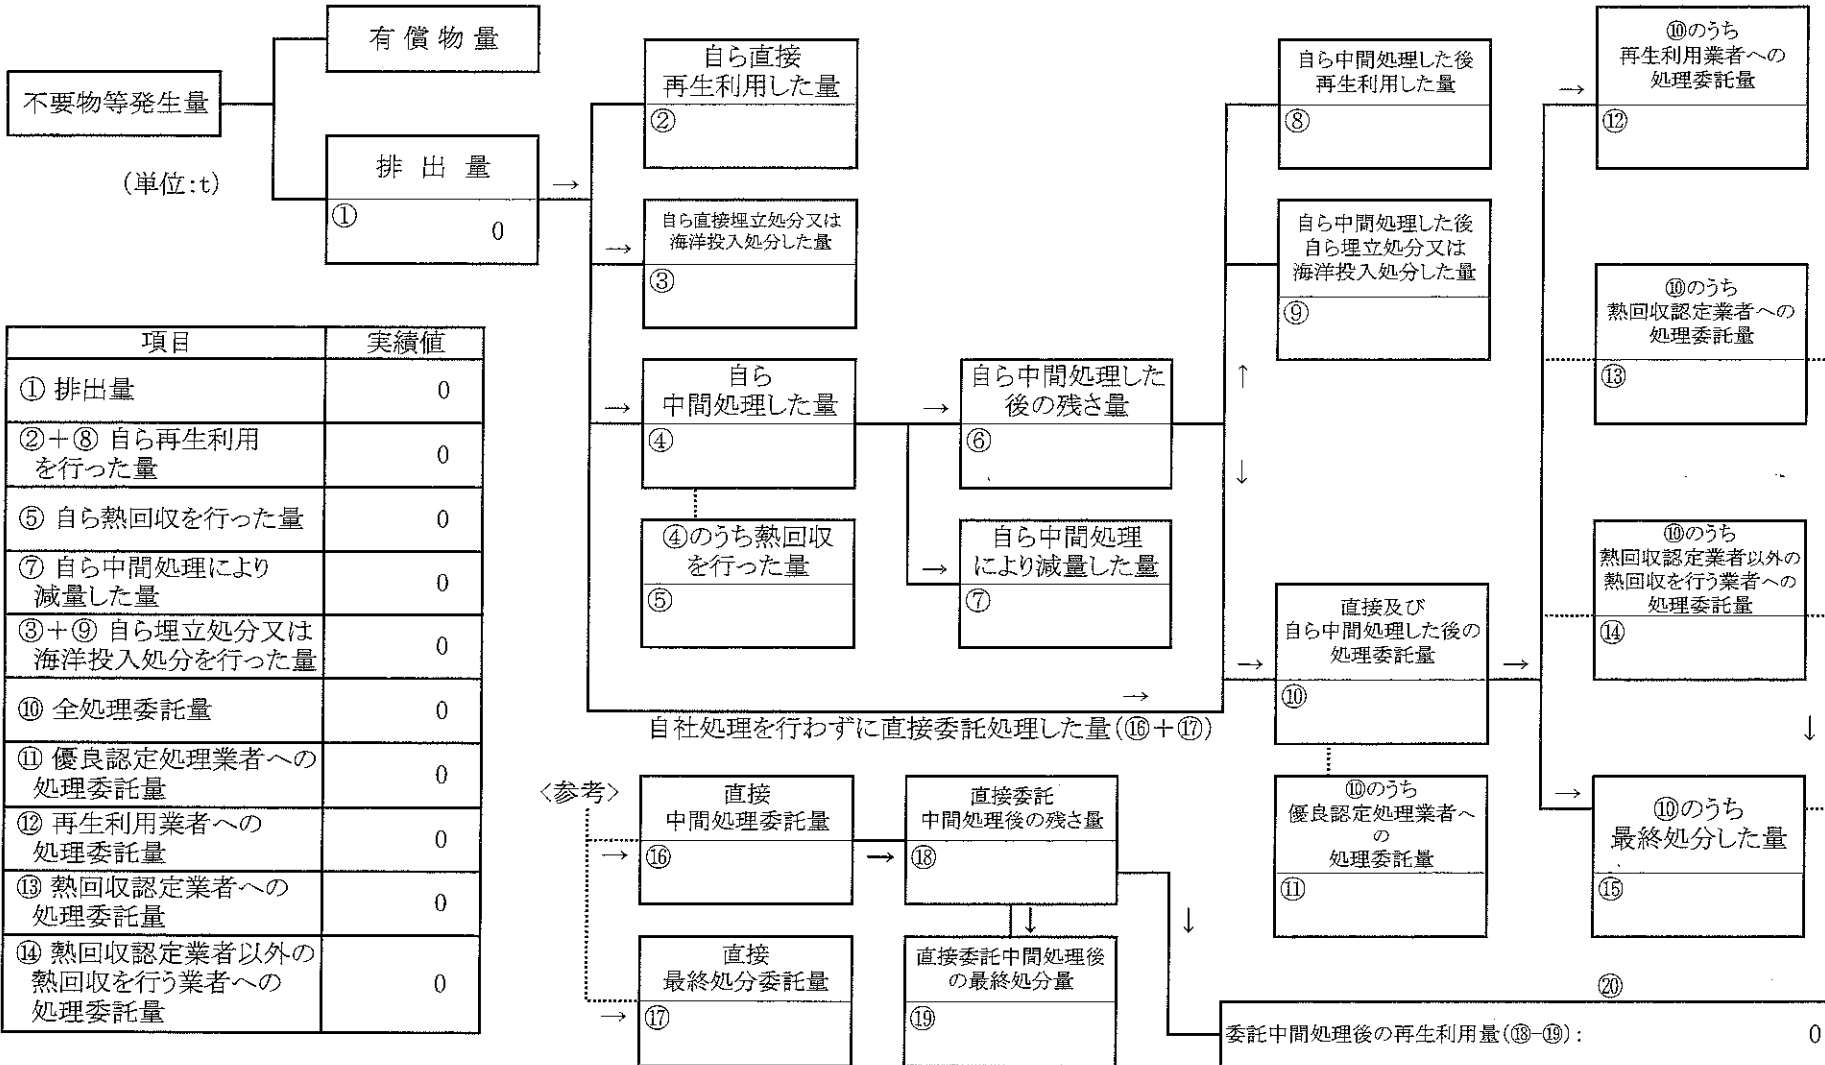 不要物等発生量
(単位:t)
有償物量
排出量
①
0
→
自ら直接
再生利用した量
②
→
自ら直接埋立処分又は
海洋投入処分した量
③
→
自ら
中間処理した量
④
④のうち熱回収
を行った量
⑤
→
自ら中間処理した
後の残さ量
⑥
→
自ら中間処理
により減量した量
⑦
自ら中間処理した後
再生利用した量
⑧
自ら中間処理した後
自ら埋立処分又は
海洋投入処分した量
⑨
↑
↓
→
自社処理を行わずに直接委託処理した量(⑯+⑰)
→
直接及び
自ら中間処理した後の
処理委託量
⑩
→
⑩のうち
優良認定処理業者へ
の
処理委託量
⑪
→
⑩のうち
再生利用業者への
処理委託量
⑫
⑩のうち
熱回収認定業者への
処理委託量
⑬
⑩のうち
熱回収認定業者以外の
熱回収を行う業者への
処理委託量
⑭
↓
→
⑩のうち
最終処分した量
⑮
項目 実績値
① 排出量 0
②+⑧ 自ら再生利用
を行った量 0
⑤ 自ら熱回収を行った量 0
⑦ 自ら中間処理により
減量した量 0
③+⑨ 自ら埋立処分又は
海洋投入処分を行った量 0
⑩ 全処理委託量 0
⑪ 優良認定処理業者への
処理委託量 0
⑫ 再生利用業者への
処理委託量 0
⑬ 熱回収認定業者への
処理委託量 0
⑭ 熱回収認定業者以外の
熱回収を行う業者への
処理委託量 0
<参考>
→
直接
中間処理委託量
⑯
→
直接
最終処分委託量
⑰
→
直接委託
中間処理後の残さ量
⑱
↓
直接委託中間処理後
の最終処分量
⑲
↓
⑳
委託中間処理後の再生利用量(⑱-⑲): 0